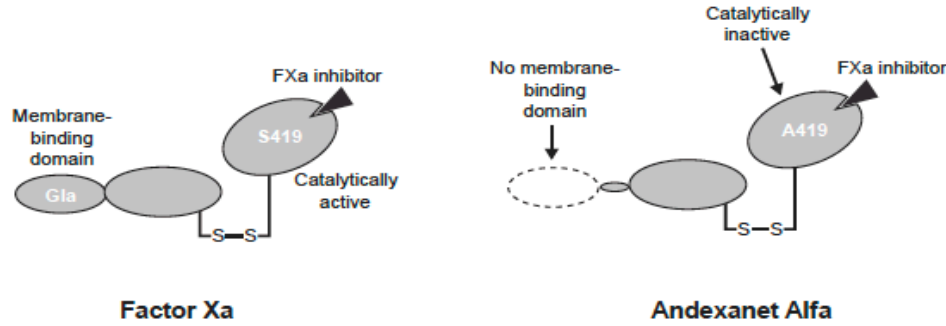 FXa inhibitor
Membrane-
binding
domain
S419
Gla
Catalytically
active
S—S
Factor Xa
Catalytically
inactive
No membrane-
binding
domain
FXa inhibitor
A419
S—S
Andexanet Alfa